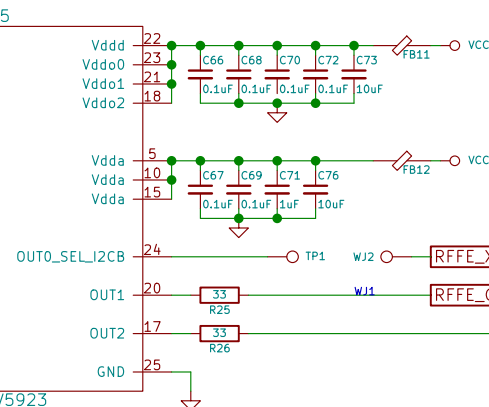 5
Vddd 22
Vddo0 23
Vddo1 21
Vddo2 18
C66 C68 C70 C72 C73
0.1uF 0.1uF 0.1uF 0.1uF 10uF
FB11 VCC
Vdda 5
Vdda 10
Vdda 15
C67 C69 C71 C76
0.1uF 0.1uF 1uF 10uF
FB12 VCC
OUT0_SEL_I2CB 24 TP1 WJ2 RFFE_X
OUT1 20 33 WJ1 RFFE_
R25
OUT2 17 33
R26
GND 25
V5923